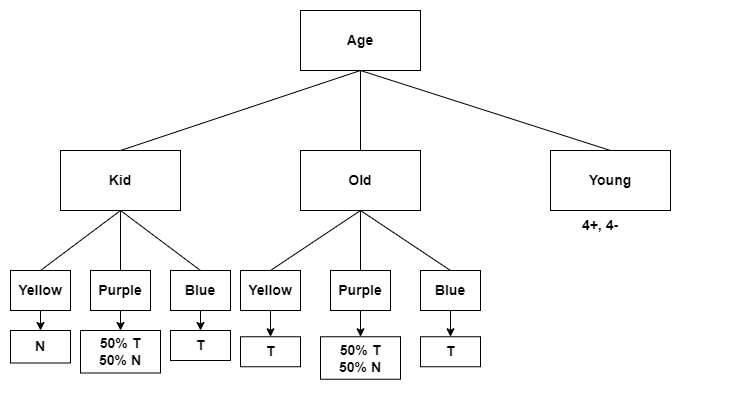 Age
Kid
Old
Young
4+, 4-
Yellow
Purple
Blue
Yellow
Purple
Blue
N
50% T
50% N
T
T
50% T
50% N
T